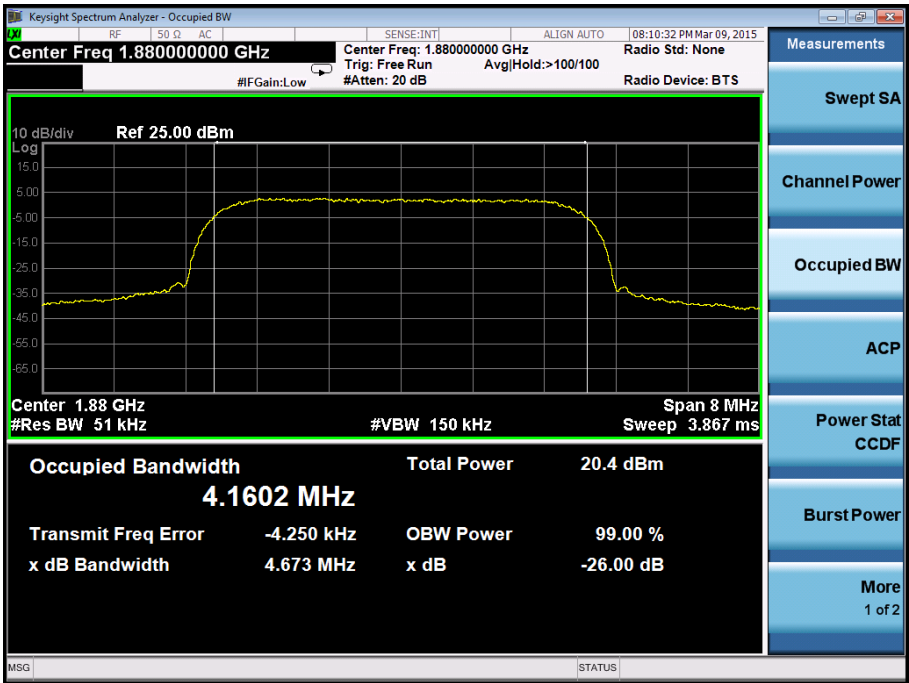 Keysight Spectrum Analyzer - Occupied BW
LXI RF 50 Ω AC SENSE:INT ALIGN AUTO 08:10:32 PM Mar 09, 2015
Center Freq 1.880000000 GHz
Center Freq: 1.880000000 GHz
Radio Std: None
Trig: Free Run Avg|Hold:>100/100
#IFGain:Low
#Atten: 20 dB
Radio Device: BTS
10 dB/div Ref 25.00 dBm
Log
15.0
5.00
-5.00
-15.0
-25.0
-35.0
-45.0
-55.0
-65.0
Center 1.88 GHz Span 8 MHz
#Res BW 51 kHz #VBW 150 kHz Sweep 3.867 ms
Occupied Bandwidth Total Power 20.4 dBm
4.1602 MHz
Transmit Freq Error -4.250 kHz OBW Power 99.00 %
x dB Bandwidth 4.673 MHz x dB -26.00 dB
MSG STATUS
Measurements
Swept SA
Channel Power
Occupied BW
ACP
Power Stat
CCDF
Burst Power
More
1 of 2